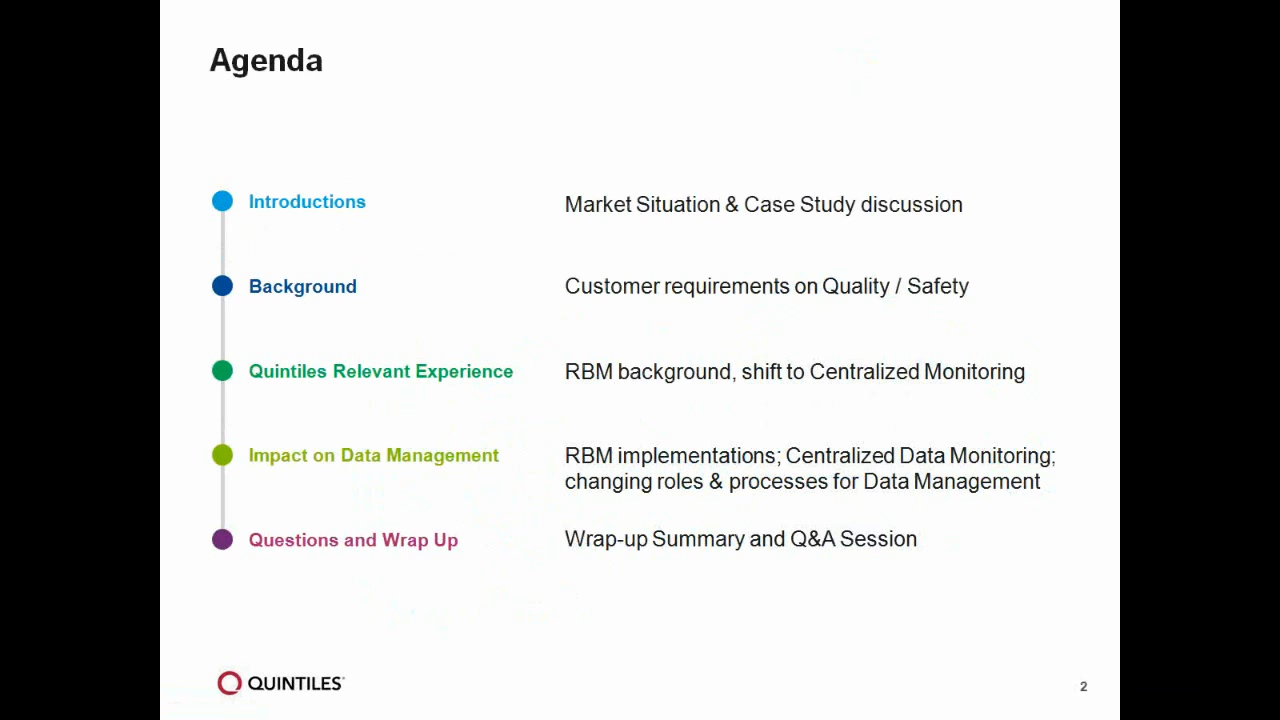 Agenda
Introductions
Market Situation & Case Study discussion
Background
Customer requirements on Quality / Safety
Quintiles Relevant Experience
RBM background, shift to Centralized Monitoring
Impact on Data Management
RBM implementations; Centralized Data Monitoring;
changing roles & processes for Data Management
Questions and Wrap Up
Wrap-up Summary and Q&A Session
QUINTILES
2